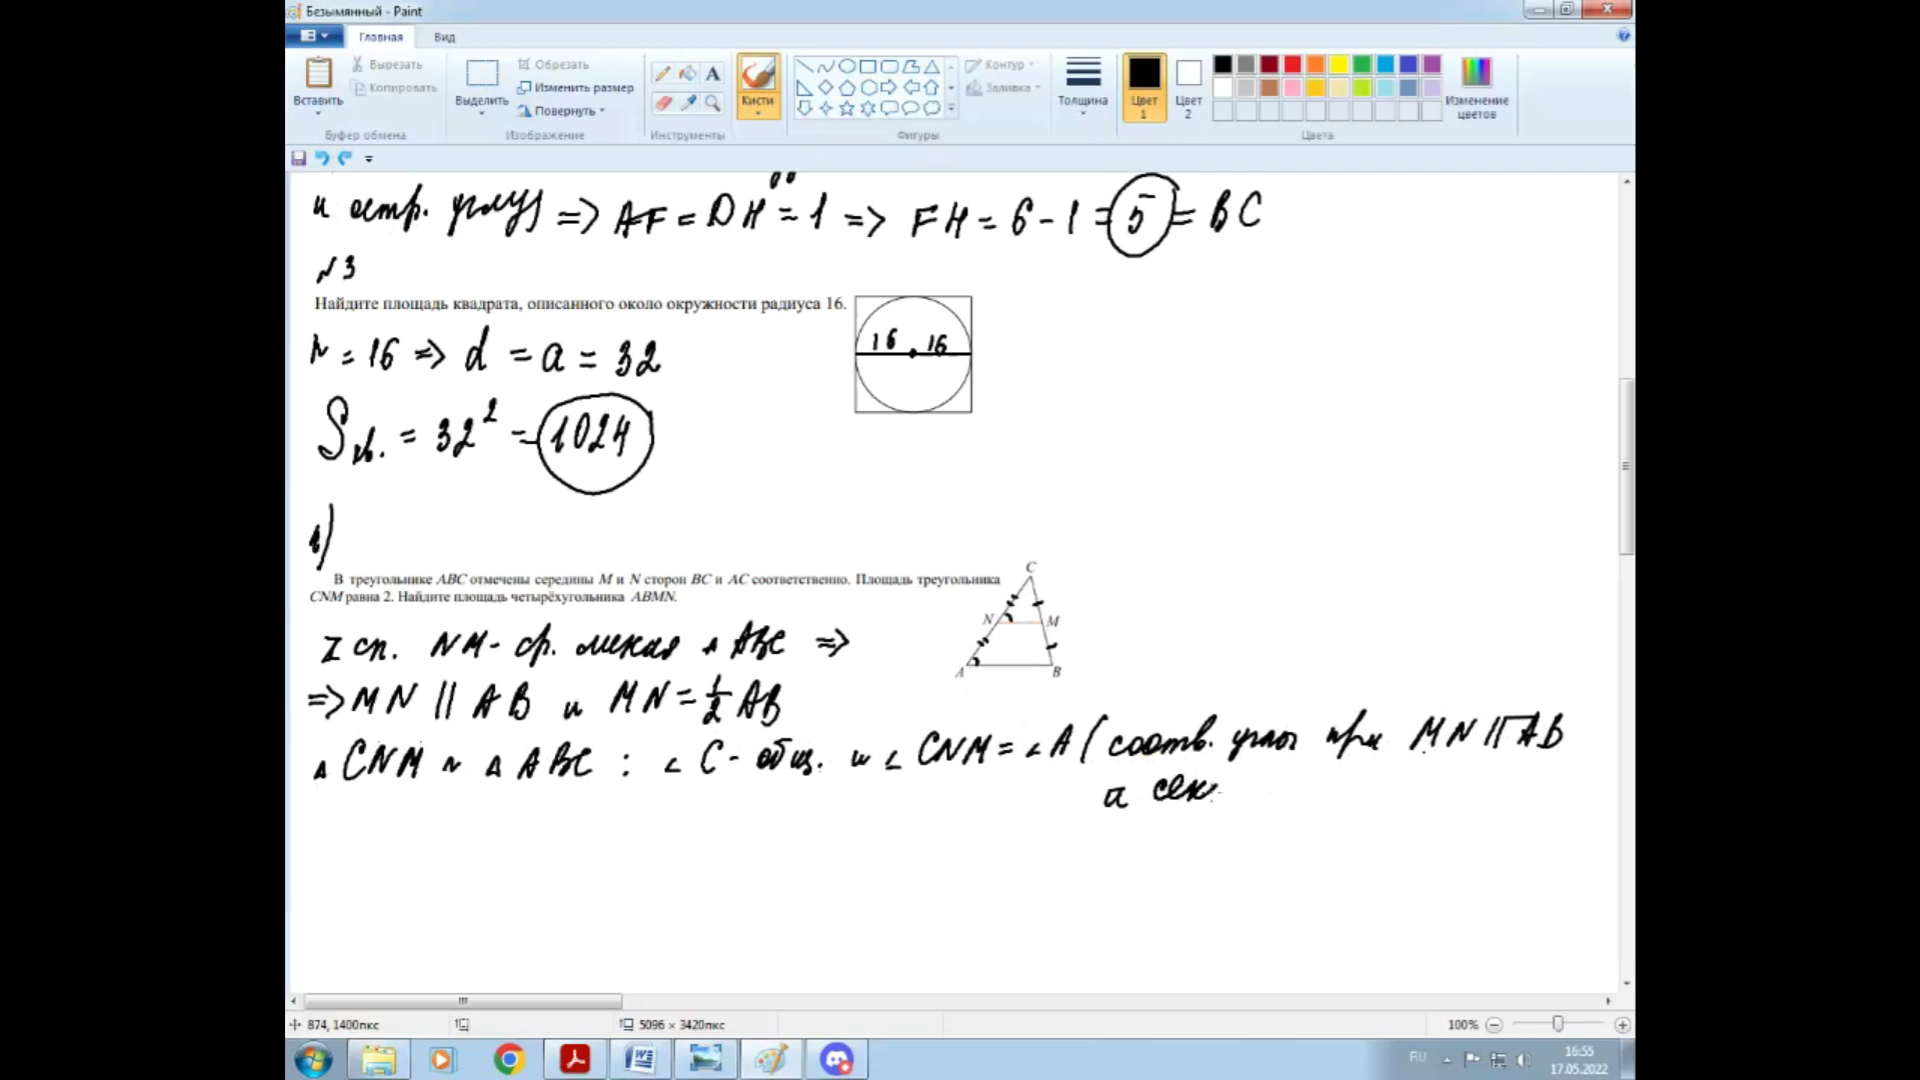 Безымянный - Paint
Главная
Вид
Вставить
Вырезать
Копировать
Буфер обмена
Выделить
Обрезать
Изменить размер
Повернуть
Изображение
A
Инструменты
Кисти
Контур
Заливка
Фигуры
Толщина
Цвет 1
Цвет 2
Изменение цветов
Цвета
и остр. углу) => AF = DH = 1 => FH = 6 - 1 = 5 = BC
№3
Найдите площадь квадрата, описанного около окружности радиуса 16.
16 16
r = 16 => d = a = 32
Sкв. = 32² = 1024
В треугольнике ABC отмечены середины M и N сторон BC и AC соответственно. Площадь треугольника
CNM равна 2. Найдите площадь четырёхугольника ABMN.
C
N M
A B
I сп. NM - ср. линия △ ABC =>
=> MN || AB и MN = 1/2 AB
△ CNM ~ △ ABC : ∠ C - общ. и ∠ CNM = ∠ A ( соотв. углы при MN || AB
и сек.
874, 1400пкс
5096 × 3420пкс
100%
RU
16:55
17.05.2022